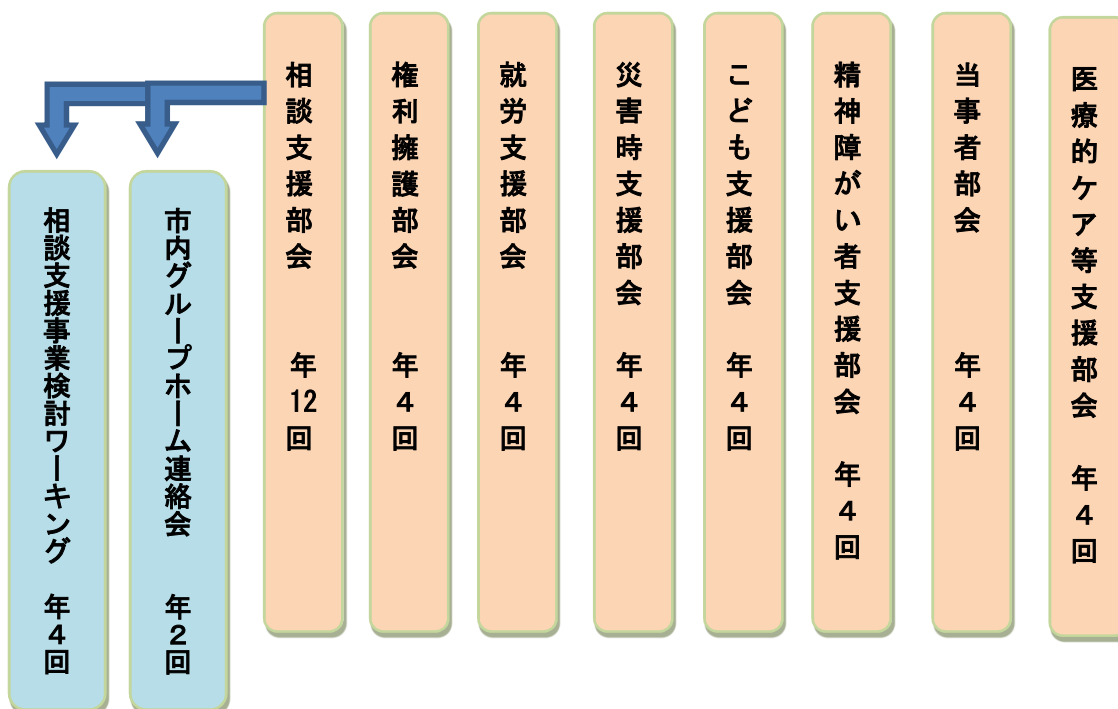 医療的ケア等支援部会 年４回
当事者部会 年４回
精神障がい者支援部会 年４回
こども支援部会 年４回
災害時支援部会 年４回
就労支援部会 年４回
権利擁護部会 年４回
相談支援部会 年12回
市内グループホーム連絡会 年２回
相談支援事業検討ワーキング 年４回